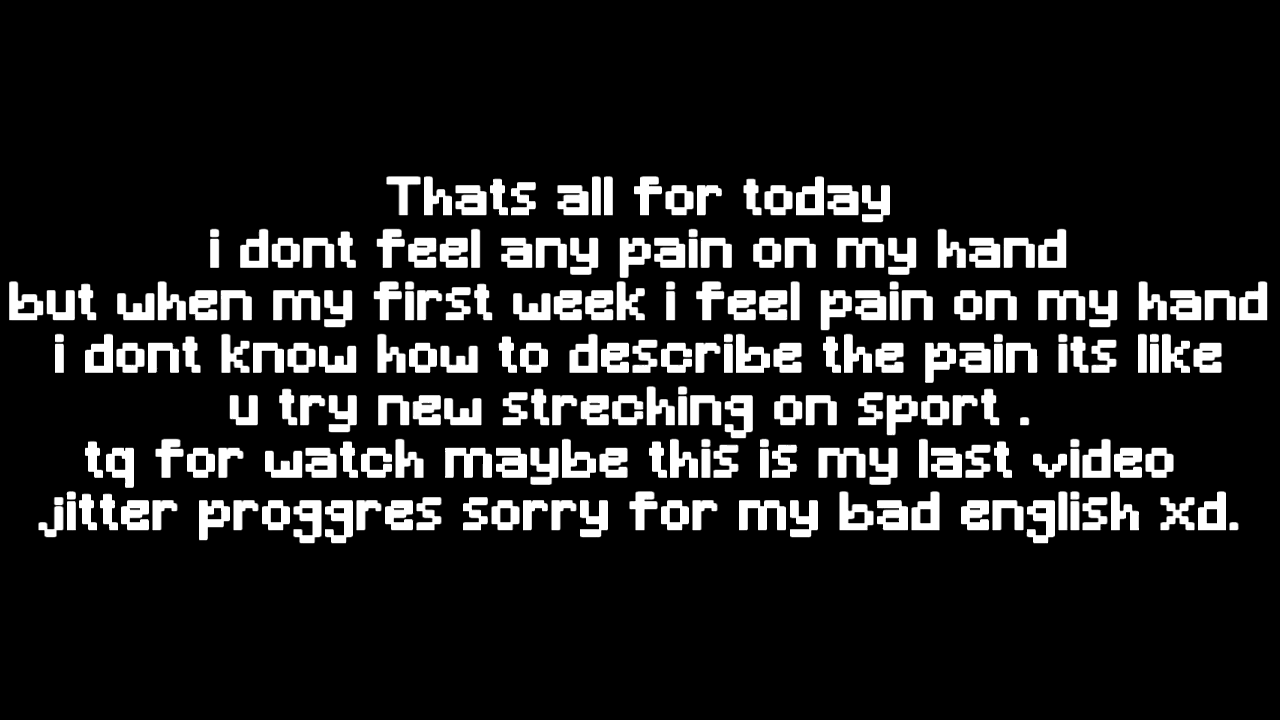 Thats all for today
i dont feel any pain on my hand
but when my first week i feel pain on my hand
i dont know how to describe the pain its like
u try new streching on sport .
tq for watch maybe this is my last video
jitter proggres sorry for my bad english xd.